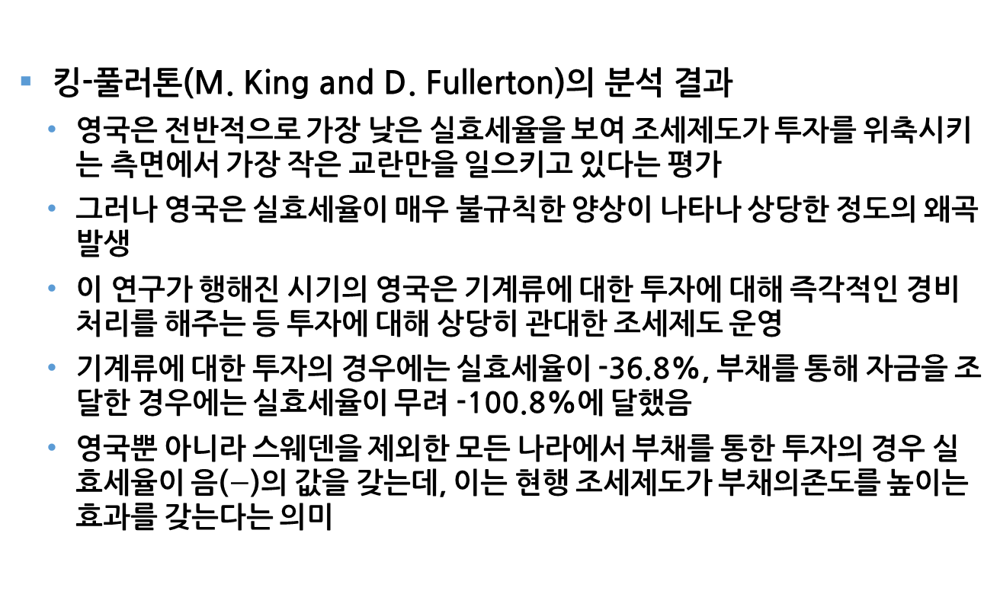 ▪ 킹-풀러톤(M. King and D. Fullerton)의 분석 결과
• 영국은 전반적으로 가장 낮은 실효세율을 보여 조세제도가 투자를 위축시키
는 측면에서 가장 작은 교란만을 일으키고 있다는 평가
• 그러나 영국은 실효세율이 매우 불규칙한 양상이 나타나 상당한 정도의 왜곡
발생
• 이 연구가 행해진 시기의 영국은 기계류에 대한 투자에 대해 즉각적인 경비
처리를 해주는 등 투자에 대해 상당히 관대한 조세제도 운영
• 기계류에 대한 투자의 경우에는 실효세율이 -36.8%, 부채를 통해 자금을 조
달한 경우에는 실효세율이 무려 -100.8%에 달했음
• 영국뿐 아니라 스웨덴을 제외한 모든 나라에서 부채를 통한 투자의 경우 실
효세율이 음(−)의 값을 갖는데, 이는 현행 조세제도가 부채의존도를 높이는
효과를 갖는다는 의미